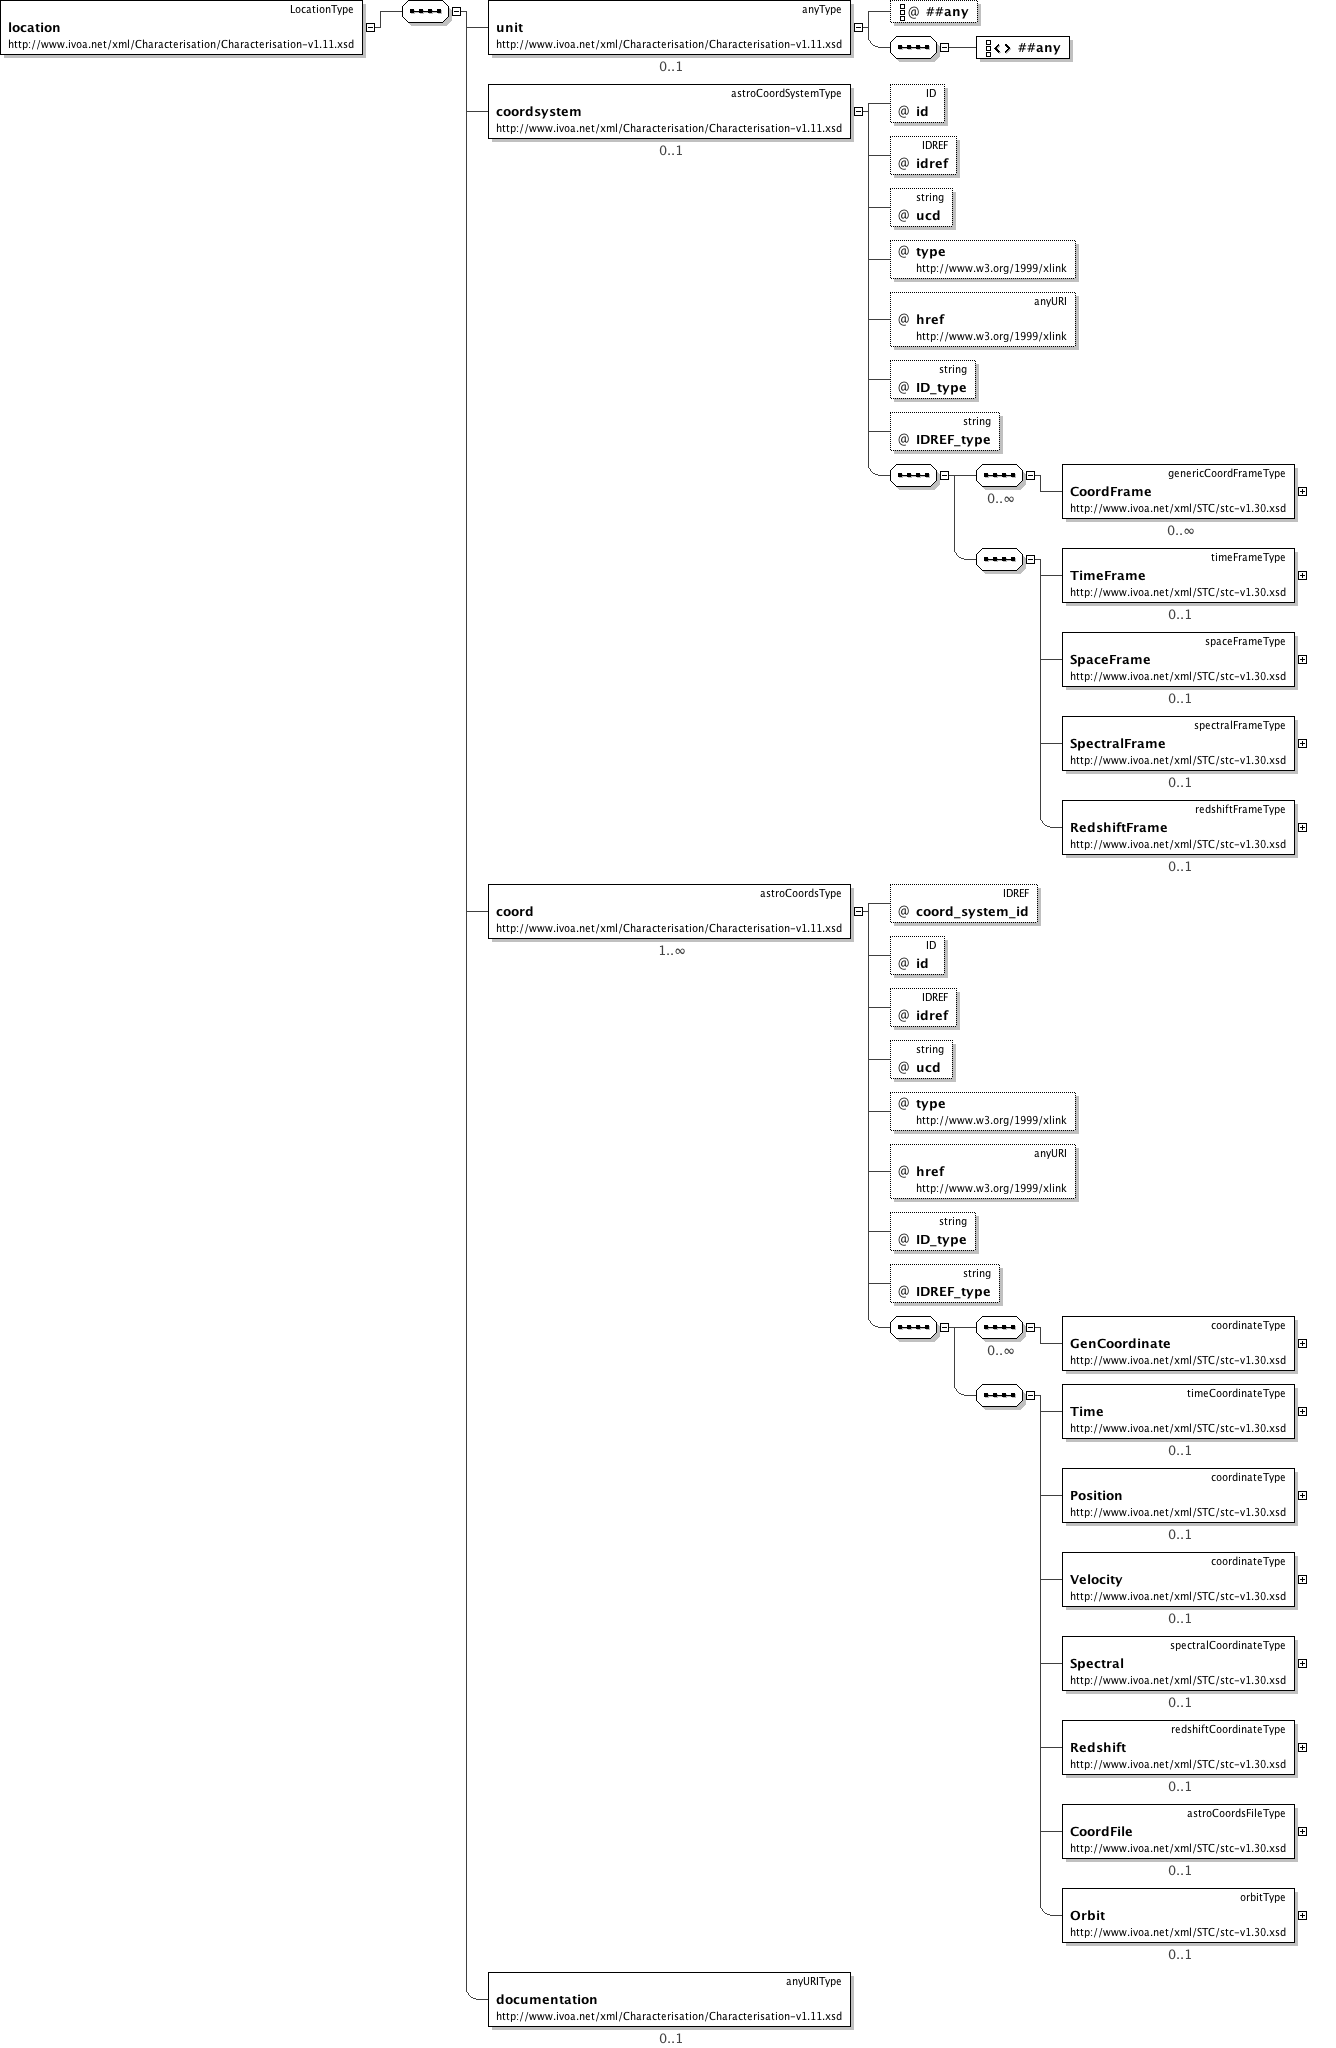 LocationType
location
http://www.ivoa.net/xml/Characterisation/Characterisation-v1.11.xsd
anyType
unit
http://www.ivoa.net/xml/Characterisation/Characterisation-v1.11.xsd
0..1
@ ##any
<> ##any
astroCoordSystemType
coordsystem
http://www.ivoa.net/xml/Characterisation/Characterisation-v1.11.xsd
0..1
ID
@ id
IDREF
@ idref
string
@ ucd
@ type
http://www.w3.org/1999/xlink
anyURI
@ href
http://www.w3.org/1999/xlink
string
@ ID_type
string
@ IDREF_type
0..∞
genericCoordFrameType
CoordFrame
http://www.ivoa.net/xml/STC/stc-v1.30.xsd
0..∞
timeFrameType
TimeFrame
http://www.ivoa.net/xml/STC/stc-v1.30.xsd
0..1
spaceFrameType
SpaceFrame
http://www.ivoa.net/xml/STC/stc-v1.30.xsd
0..1
spectralFrameType
SpectralFrame
http://www.ivoa.net/xml/STC/stc-v1.30.xsd
0..1
redshiftFrameType
RedshiftFrame
http://www.ivoa.net/xml/STC/stc-v1.30.xsd
0..1
astroCoordsType
coord
http://www.ivoa.net/xml/Characterisation/Characterisation-v1.11.xsd
1..∞
IDREF
@ coord_system_id
ID
@ id
IDREF
@ idref
string
@ ucd
@ type
http://www.w3.org/1999/xlink
anyURI
@ href
http://www.w3.org/1999/xlink
string
@ ID_type
string
@ IDREF_type
0..∞
coordinateType
GenCoordinate
http://www.ivoa.net/xml/STC/stc-v1.30.xsd
timeCoordinateType
Time
http://www.ivoa.net/xml/STC/stc-v1.30.xsd
0..1
coordinateType
Position
http://www.ivoa.net/xml/STC/stc-v1.30.xsd
0..1
coordinateType
Velocity
http://www.ivoa.net/xml/STC/stc-v1.30.xsd
0..1
spectralCoordinateType
Spectral
http://www.ivoa.net/xml/STC/stc-v1.30.xsd
0..1
redshiftCoordinateType
Redshift
http://www.ivoa.net/xml/STC/stc-v1.30.xsd
0..1
astroCoordsFileType
CoordFile
http://www.ivoa.net/xml/STC/stc-v1.30.xsd
0..1
orbitType
Orbit
http://www.ivoa.net/xml/STC/stc-v1.30.xsd
0..1
anyURIType
documentation
http://www.ivoa.net/xml/Characterisation/Characterisation-v1.11.xsd
0..1